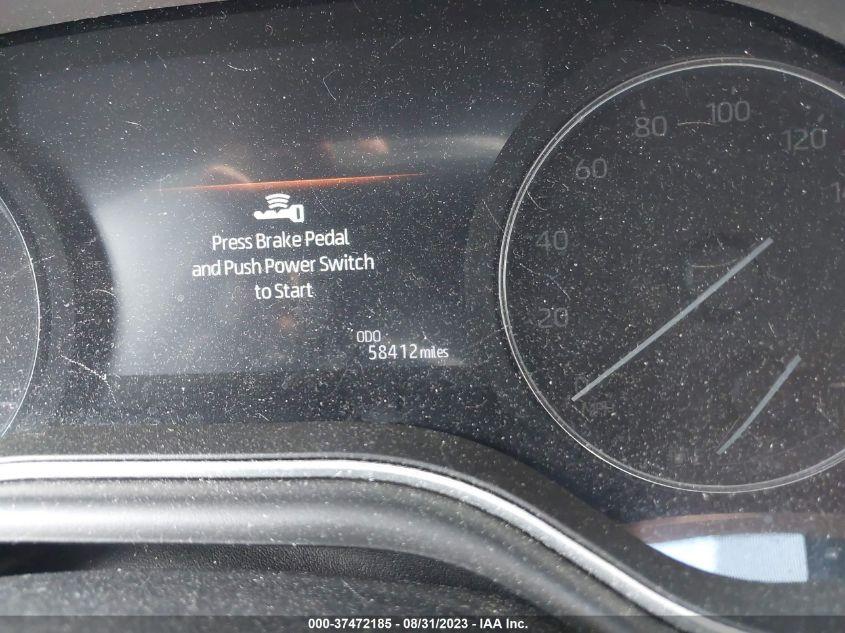 Press Brake Pedal
and Push Power Switch
to Start
ODO
58412 miles
20
40
60
80
100
120
000-37472185 - 08/31/2023 - IAA Inc.